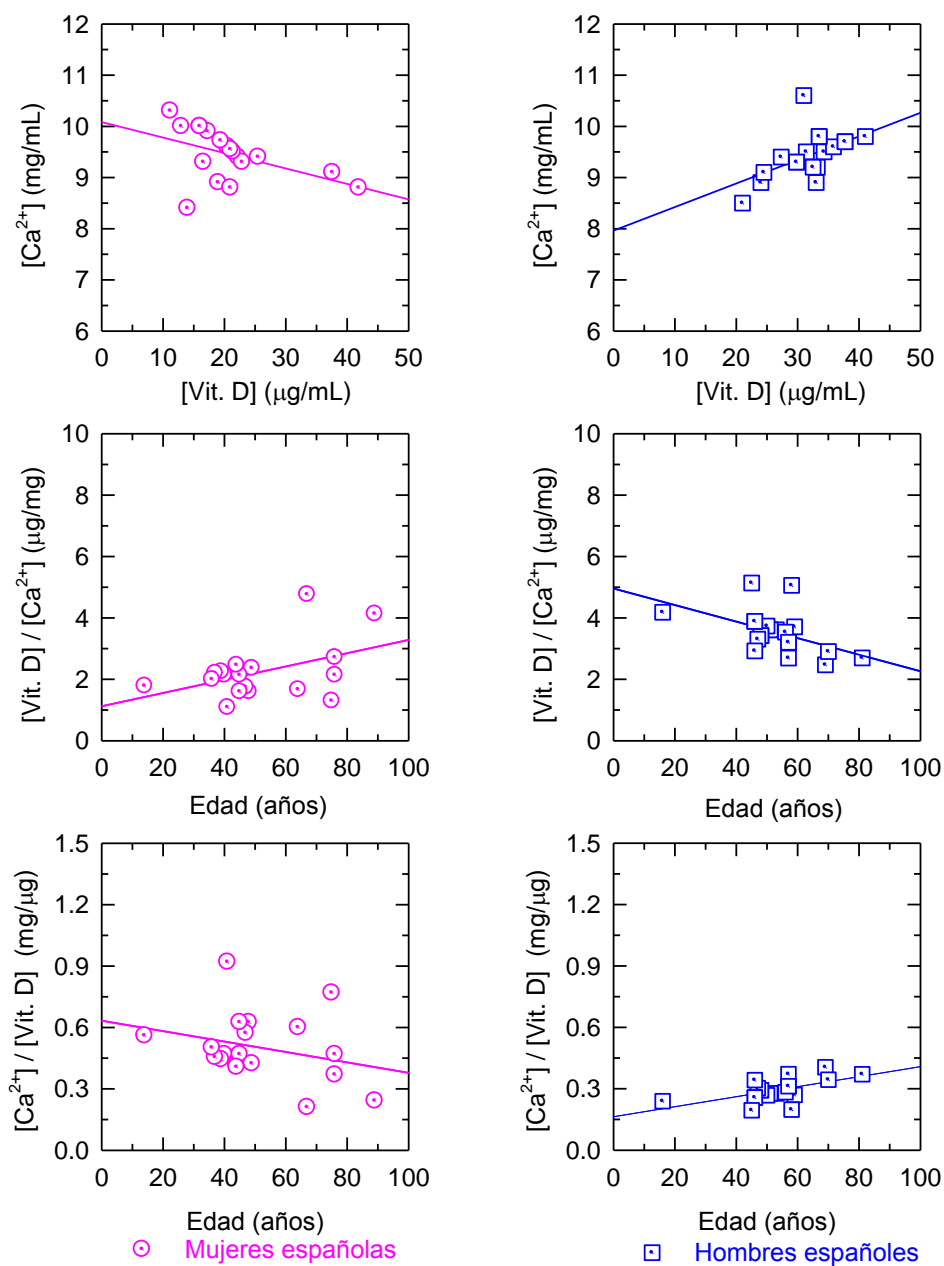 12
11
10
9
8
7
6
[Ca²⁺] (mg/mL)
0 10 20 30 40 50
[Vit. D] (μg/mL)
12
11
10
9
8
7
6
[Ca²⁺] (mg/mL)
0 10 20 30 40 50
[Vit. D] (μg/mL)
10
8
6
4
2
0
[Vit. D] / [Ca²⁺] (μg/mg)
0 20 40 60 80 100
Edad (años)
10
8
6
4
2
0
[Vit. D] / [Ca²⁺] (μg/mg)
0 20 40 60 80 100
Edad (años)
1.5
1.2
0.9
0.6
0.3
0.0
[Ca²⁺] / [Vit. D] (mg/μg)
0 20 40 60 80 100
Edad (años)
1.5
1.2
0.9
0.6
0.3
0.0
[Ca²⁺] / [Vit. D] (mg/μg)
0 20 40 60 80 100
Edad (años)
Mujeres españolas
Hombres españoles